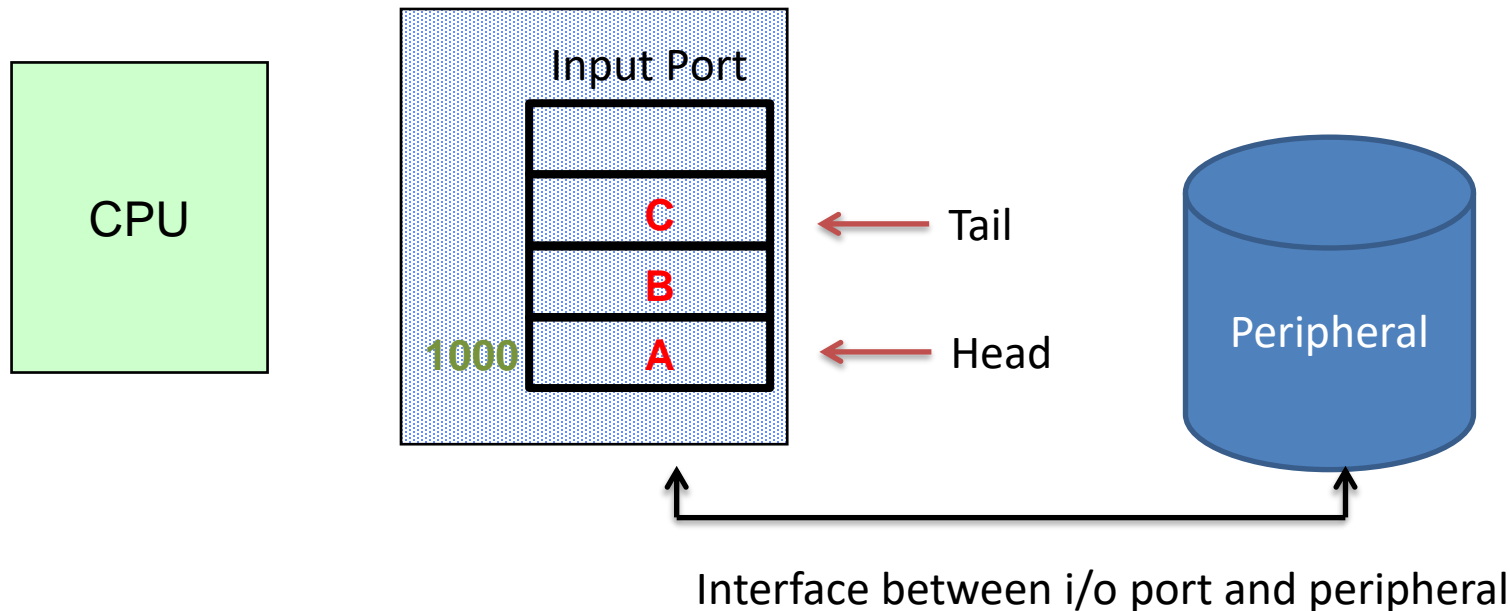 Input Port
CPU
C
Tail
B
Peripheral
1000
A
Head
Interface between i/o port and peripheral